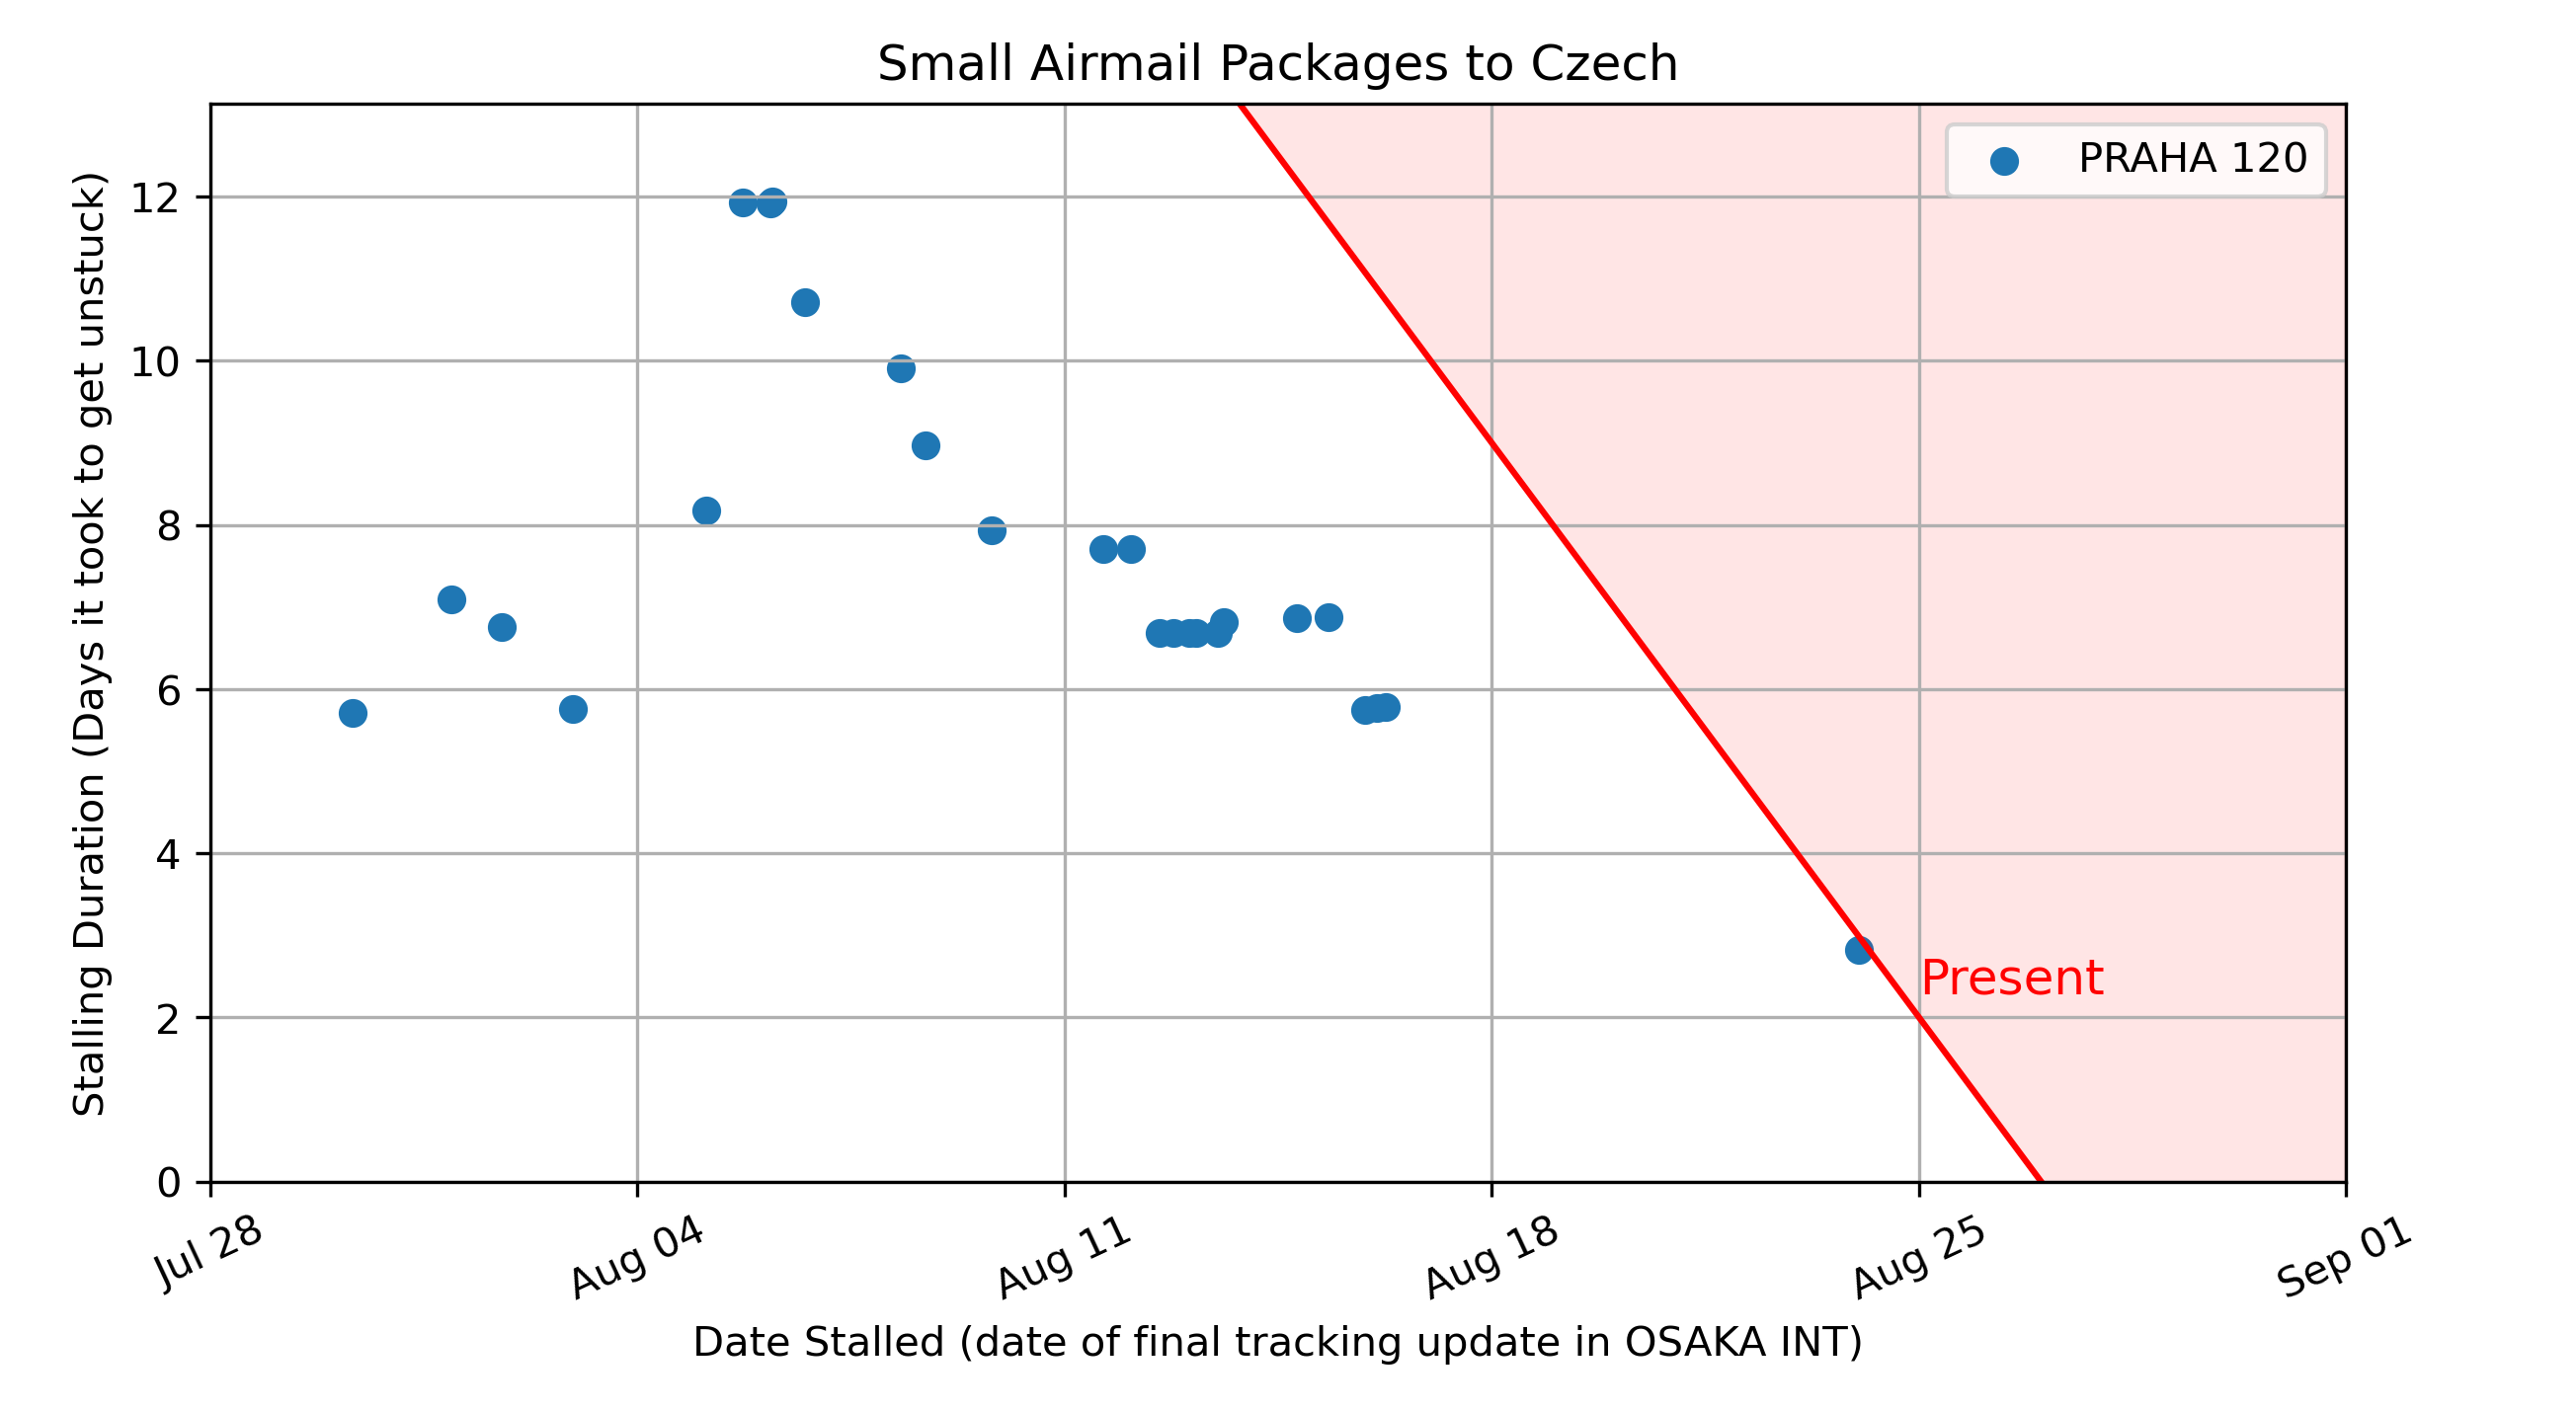 Small Airmail Packages to Czech
PRAHA 120
Stalling Duration (Days it took to get unstuck)
12
10
8
6
4
2
0
Present
Jul 28
Aug 04
Aug 11
Aug 18
Aug 25
Sep 01
Date Stalled (date of final tracking update in OSAKA INT)